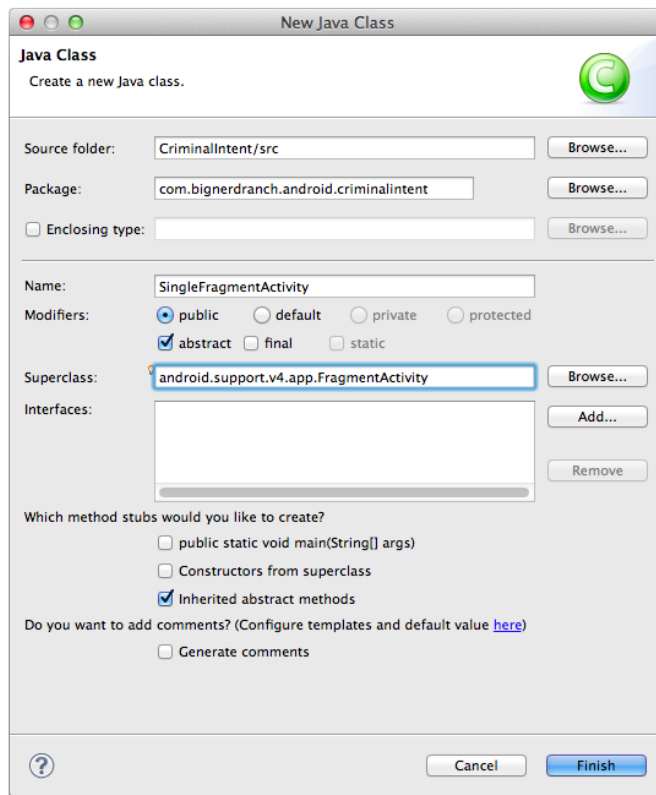 New Java Class
Java Class
Create a new Java class.
C
Source folder: CriminalIntent/src Browse...
Package: com.bignerdranch.android.criminalintent Browse...
Enclosing type: Browse...
Name: SingleFragmentActivity
Modifiers: public default private protected
abstract final static
Superclass: android.support.v4.app.FragmentActivity Browse...
Interfaces: Add...
Remove
Which method stubs would you like to create?
public static void main(String[] args)
Constructors from superclass
Inherited abstract methods
Do you want to add comments? (Configure templates and default value here)
Generate comments
? Cancel Finish